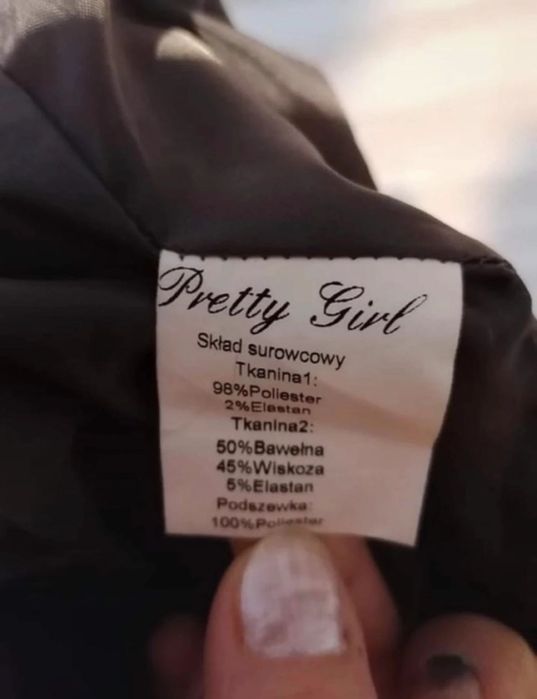 Pretty Girl
Skład surowcowy
Tkanina1:
98%Poliester
2%Elastan
Tkanina2:
50%Bawełna
45%Wiskoza
5%Elastan
Podszewka:
100%Poliester